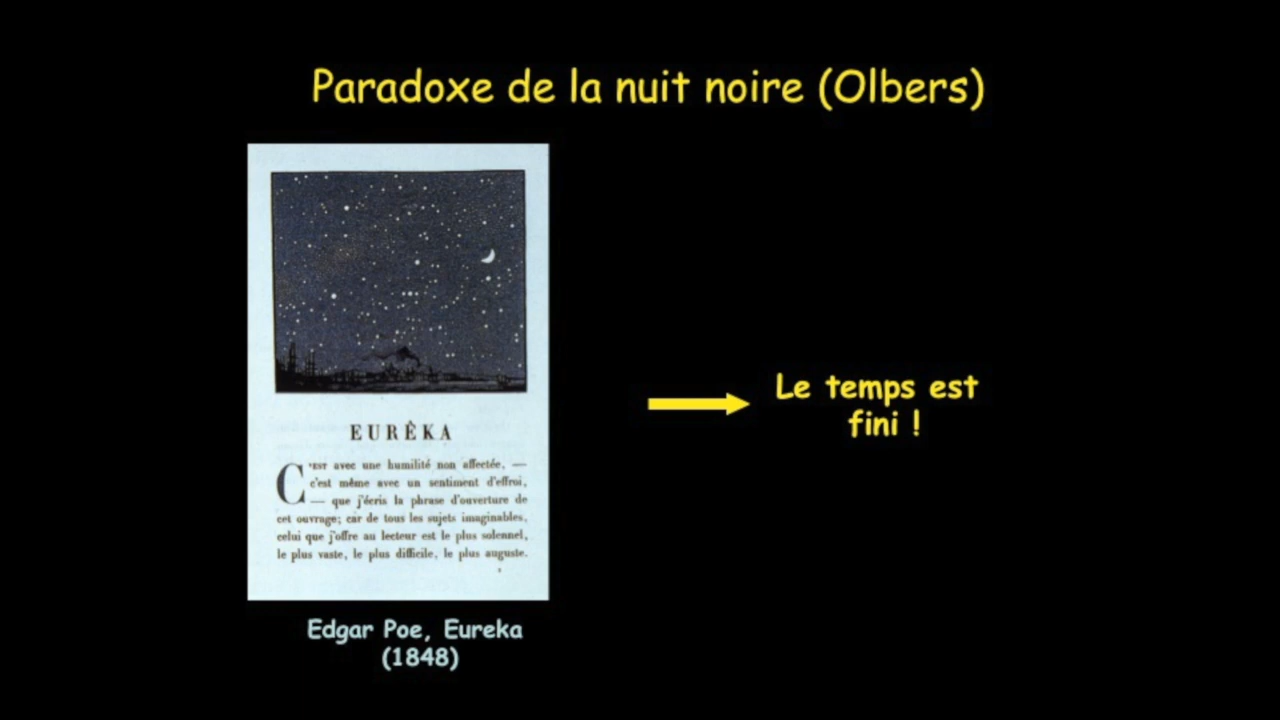 Paradoxe de la nuit noire (Olbers)
EURÊKA
C'EST avec une humilité non affectée, —
c'est même avec un sentiment d'effroi,
— que j'écris la phrase d'ouverture de
cet ouvrage; car de tous les sujets imaginables,
celui que j'offre au lecteur est le plus solennel,
le plus vaste, le plus difficile, le plus auguste.
Le temps est
fini !
Edgar Poe, Eureka
(1848)